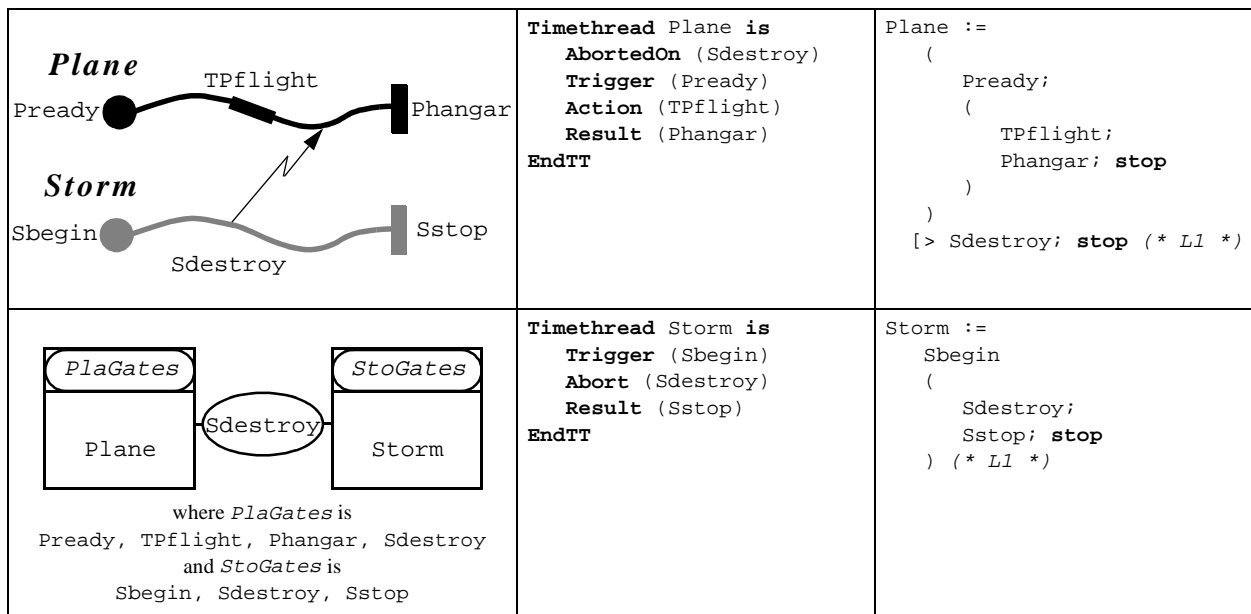 Plane
TPflight
Pready
Phangar
Storm
Sbegin
Sstop
Sdestroy
Timethread Plane is
AbortedOn (Sdestroy)
Trigger (Pready)
Action (TPflight)
Result (Phangar)
EndTT
Plane :=
(
Pready;
(
TPflight;
Phangar; stop
)
)
[> Sdestroy; stop (* L1 *)
PlaGates
StoGates
Sdestroy
Plane
Storm
where PlaGates is
Pready, TPflight, Phangar, Sdestroy
and StoGates is
Sbegin, Sdestroy, Sstop
Timethread Storm is
Trigger (Sbegin)
Abort (Sdestroy)
Result (Sstop)
EndTT
Storm :=
Sbegin
(
Sdestroy;
Sstop; stop
) (* L1 *)